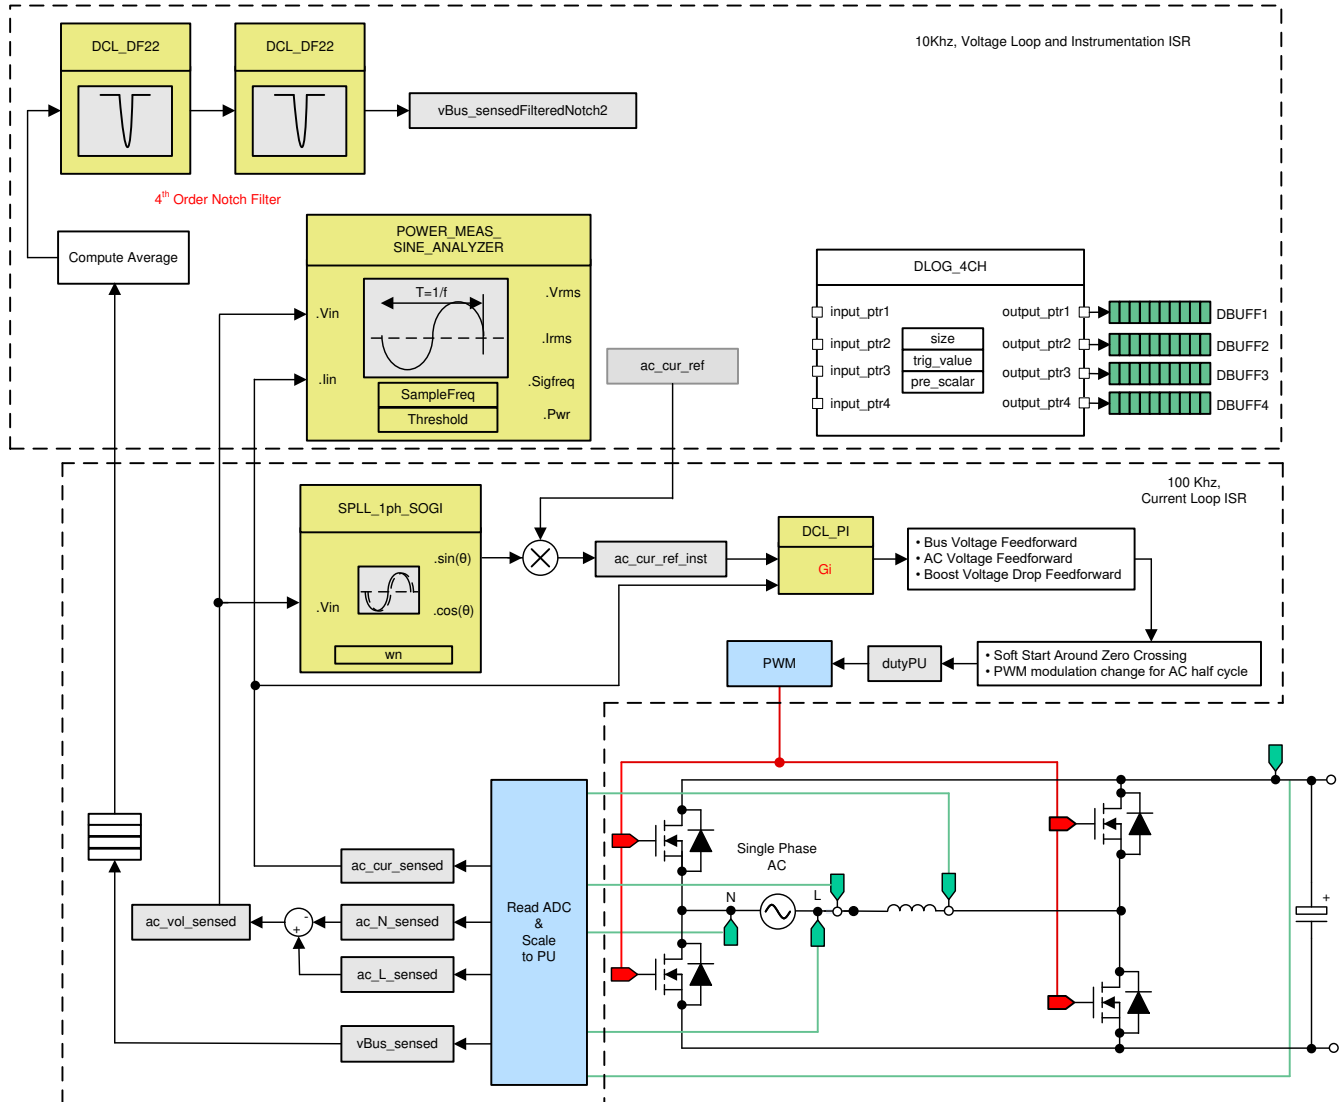 DCL_DF22
DCL_DF22
10Khz, Voltage Loop and Instrumentation ISR
vBus_sensedFilteredNotch2
4th Order Notch Filter
Compute Average
POWER_MEAS_
SINE_ANALYZER
T=1/f
.Vin
.Iin
.Vrms
.Irms
.Sigfreq
.Pwr
SampleFreq
Threshold
ac_cur_ref
DLOG_4CH
input_ptr1
input_ptr2
input_ptr3
input_ptr4
size
trig_value
pre_scalar
output_ptr1
output_ptr2
output_ptr3
output_ptr4
DBUFF1
DBUFF2
DBUFF3
DBUFF4
100 Khz,
Current Loop ISR
SPLL_1ph_SOGI
.Vin
.sin(θ)
.cos(θ)
wn
ac_cur_ref_inst
DCL_PI
Gi
• Bus Voltage Feedforward
• AC Voltage Feedforward
• Boost Voltage Drop Feedforward
• Soft Start Around Zero Crossing
• PWM modulation change for AC half cycle
dutyPU
PWM
ac_cur_sensed
ac_vol_sensed
-
+
ac_N_sensed
ac_L_sensed
vBus_sensed
Read ADC
&
Scale
to PU
Single Phase
AC
N
L
+